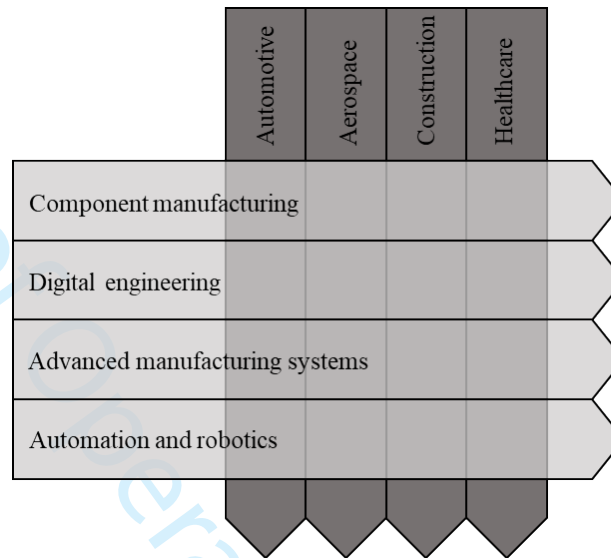 Automotive
Aerospace
Construction
Healthcare
Component manufacturing
Digital engineering
Advanced manufacturing systems
Automation and robotics